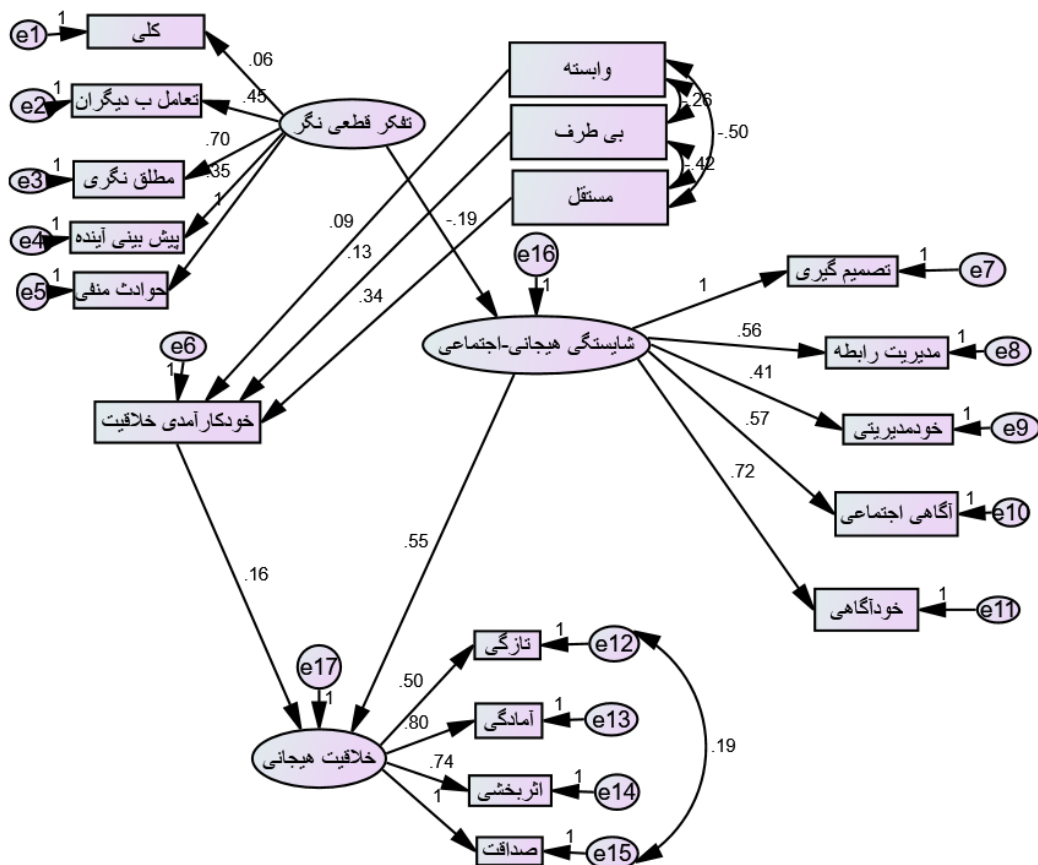 e1
1
کلی
.06
e2
1
تعامل ب دیگران
.45
e3
1
مطلق نگری
.70
e4
1
پیش بینی آینده
.35
e5
1
حوادث منفی
1
تفکر قطعی نگر
وابسته
بی طرف
مستقل
-.26
-.42
-.50
.09
.13
.34
-.19
e16
1
e6
1
خودکارآمدی خلاقیت
شایستگی هیجانی-اجتماعی
1
تصمیم گیری
1
e7
.56
مدیریت رابطه
1
e8
.41
خودمدیریتی
1
e9
.57
آگاهی اجتماعی
1
e10
.72
خودآگاهی
1
e11
.16
.55
e17
1
خلاقیت هیجانی
.50
تازگی
1
e12
.80
آمادگی
1
e13
.74
اثربخشی
1
e14
1
صداقت
1
e15
.19